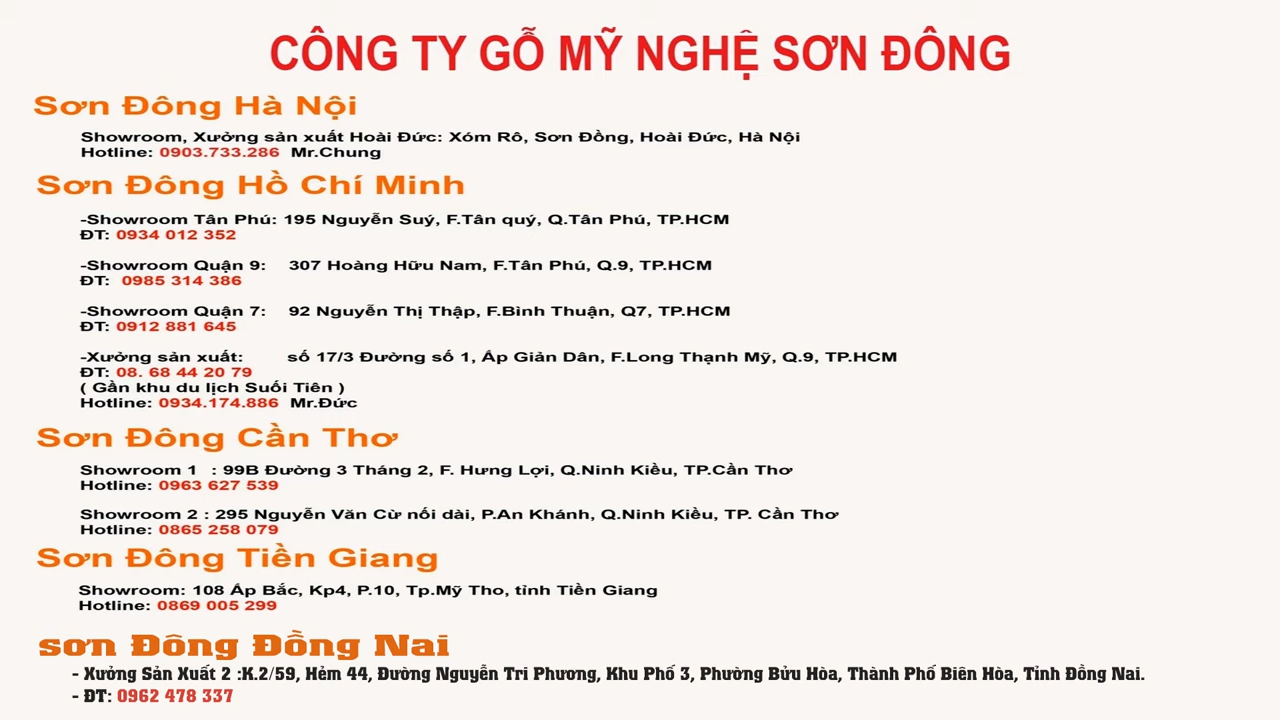 CÔNG TY GỖ MỸ NGHỆ SƠN ĐÔNG
Sơn Đông Hà Nội
Showroom, Xưởng sản xuất Hoài Đức: Xóm Rô, Sơn Đồng, Hoài Đức, Hà Nội
Hotline: 0903.733.286 Mr.Chung
Sơn Đông Hồ Chí Minh
-Showroom Tân Phú: 195 Nguyễn Suý, F.Tân quý, Q.Tân Phú, TP.HCM
ĐT: 0934 012 352
-Showroom Quận 9: 307 Hoàng Hữu Nam, F.Tân Phú, Q.9, TP.HCM
ĐT: 0985 314 386
-Showroom Quận 7: 92 Nguyễn Thị Thập, F.Bình Thuận, Q7, TP.HCM
ĐT: 0912 881 645
-Xưởng sản xuất: số 17/3 Đường số 1, Ấp Giản Dân, F.Long Thạnh Mỹ, Q.9, TP.HCM
ĐT: 08. 68 44 20 79
( Gần khu du lịch Suối Tiên )
Hotline: 0934.174.886 Mr.Đức
Sơn Đông Cần Thơ
Showroom 1 : 99B Đường 3 Tháng 2, F. Hưng Lợi, Q.Ninh Kiều, TP.Cần Thơ
Hotline: 0963 627 539
Showroom 2 : 295 Nguyễn Văn Cừ nối dài, P.An Khánh, Q.Ninh Kiều, TP. Cần Thơ
Hotline: 0865 258 079
Sơn Đông Tiền Giang
Showroom: 108 Ấp Bắc, Kp4, P.10, Tp.Mỹ Tho, tỉnh Tiền Giang
Hotline: 0869 005 299
sơn Đông Đồng Nai
- Xưởng Sản Xuất 2 :K.2/59, Hẻm 44, Đường Nguyễn Tri Phương, Khu Phố 3, Phường Bửu Hòa, Thành Phố Biên Hòa, Tỉnh Đồng Nai.
- ĐT: 0962 478 337